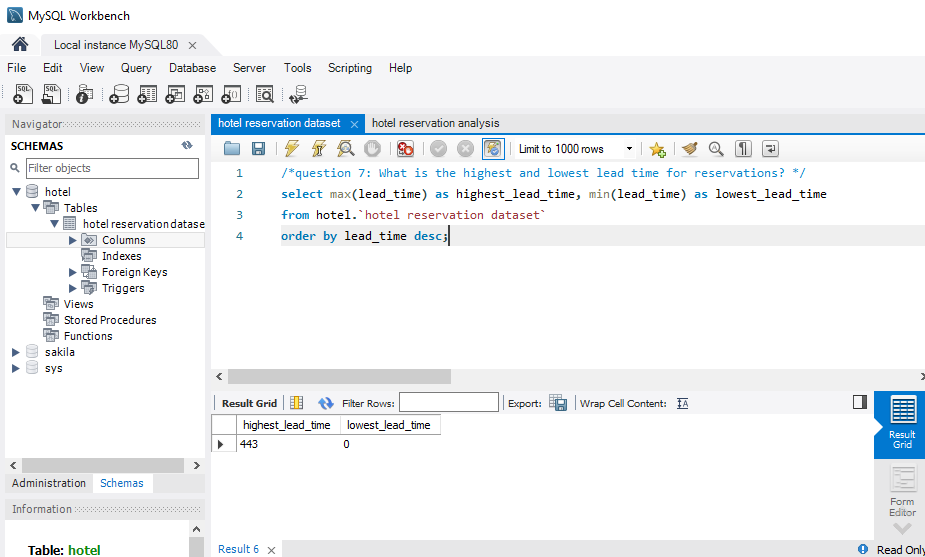 MySQL Workbench
Local instance MySQL80
File Edit View Query Database Server Tools Scripting Help
Navigator
SCHEMAS
Filter objects
hotel
Tables
hotel reservation datase
Columns
Indexes
Foreign Keys
Triggers
Views
Stored Procedures
Functions
sakila
sys
Administration Schemas
Information
Table: hotel
hotel reservation dataset hotel reservation analysis
Limit to 1000 rows
1 /*question 7: What is the highest and lowest lead time for reservations? */
2 select max(lead_time) as highest_lead_time, min(lead_time) as lowest_lead_time
3 from hotel.`hotel reservation dataset`
4 order by lead_time desc;
Result Grid Filter Rows: Export: Wrap Cell Content: IA
highest_lead_time lowest_lead_time
443 0
Result Grid
Form Editor
Result 6
Read Only